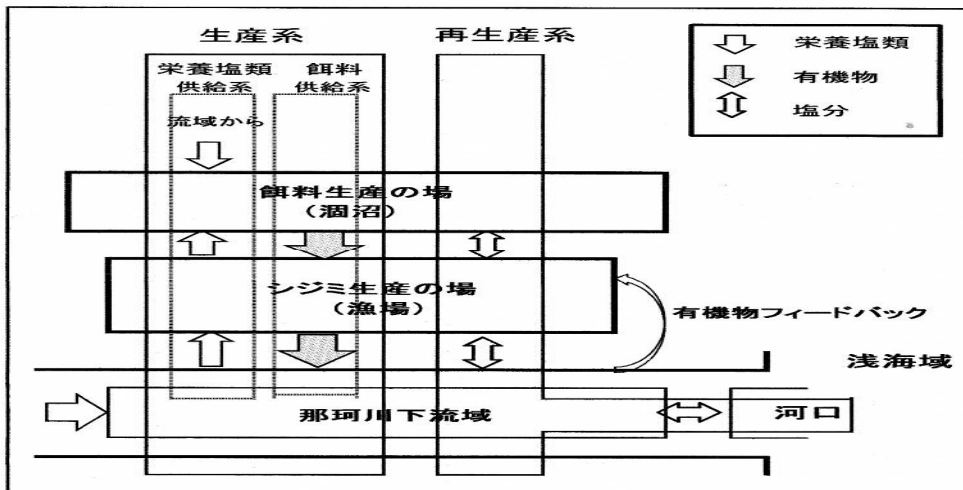 生産系
再生産系
栄養塩類
供給系
餌料
供給系
流域から
栄養塩類
有機物
塩分
餌料生産の場
(涸沼)
シジミ生産の場
(漁場)
有機物フィードバック
浅海域
那珂川下流域
河口